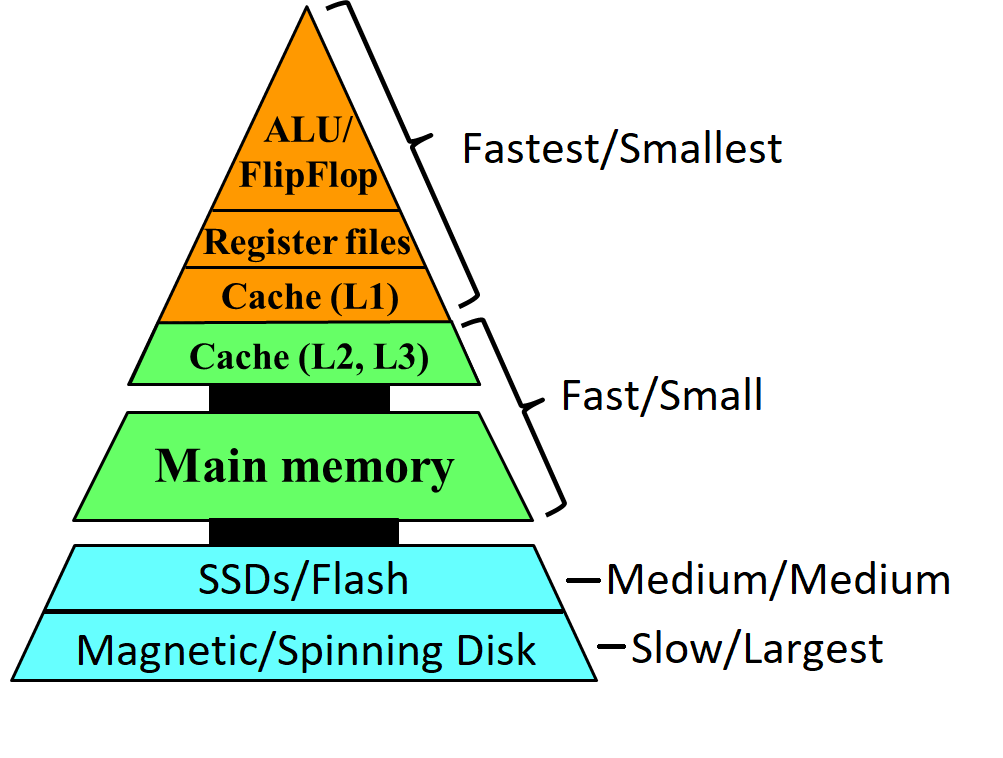 ALU/
FlipFlop
Fastest/Smallest
Register files
Cache (L1)
Cache (L2, L3)
Fast/Small
Main memory
SSDs/Flash
Medium/Medium
Magnetic/Spinning Disk
Slow/Largest